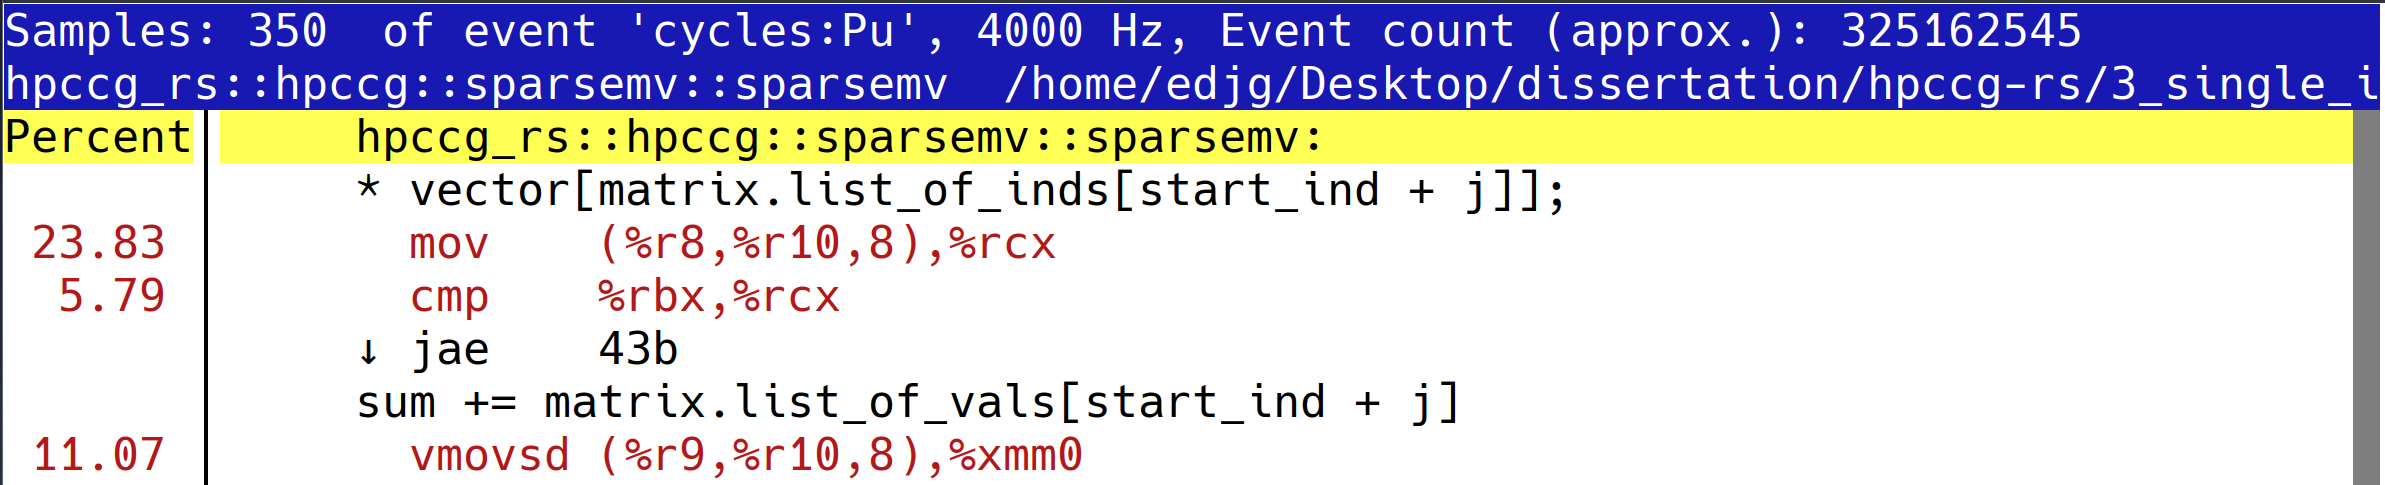 Samples: 350  of event 'cycles:Pu', 4000 Hz, Event count (approx.): 325162545
hpccg_rs::hpccg::sparsemv::sparsemv  /home/edjg/Desktop/dissertation/hpccg-rs/3_single_i
Percent hpccg_rs::hpccg::sparsemv::sparsemv:
* vector[matrix.list_of_inds[start_ind + j]];
23.83 mov (%r8,%r10,8),%rcx
5.79 cmp %rbx,%rcx
↓ jae 43b
sum += matrix.list_of_vals[start_ind + j]
11.07 vmovsd (%r9,%r10,8),%xmm0